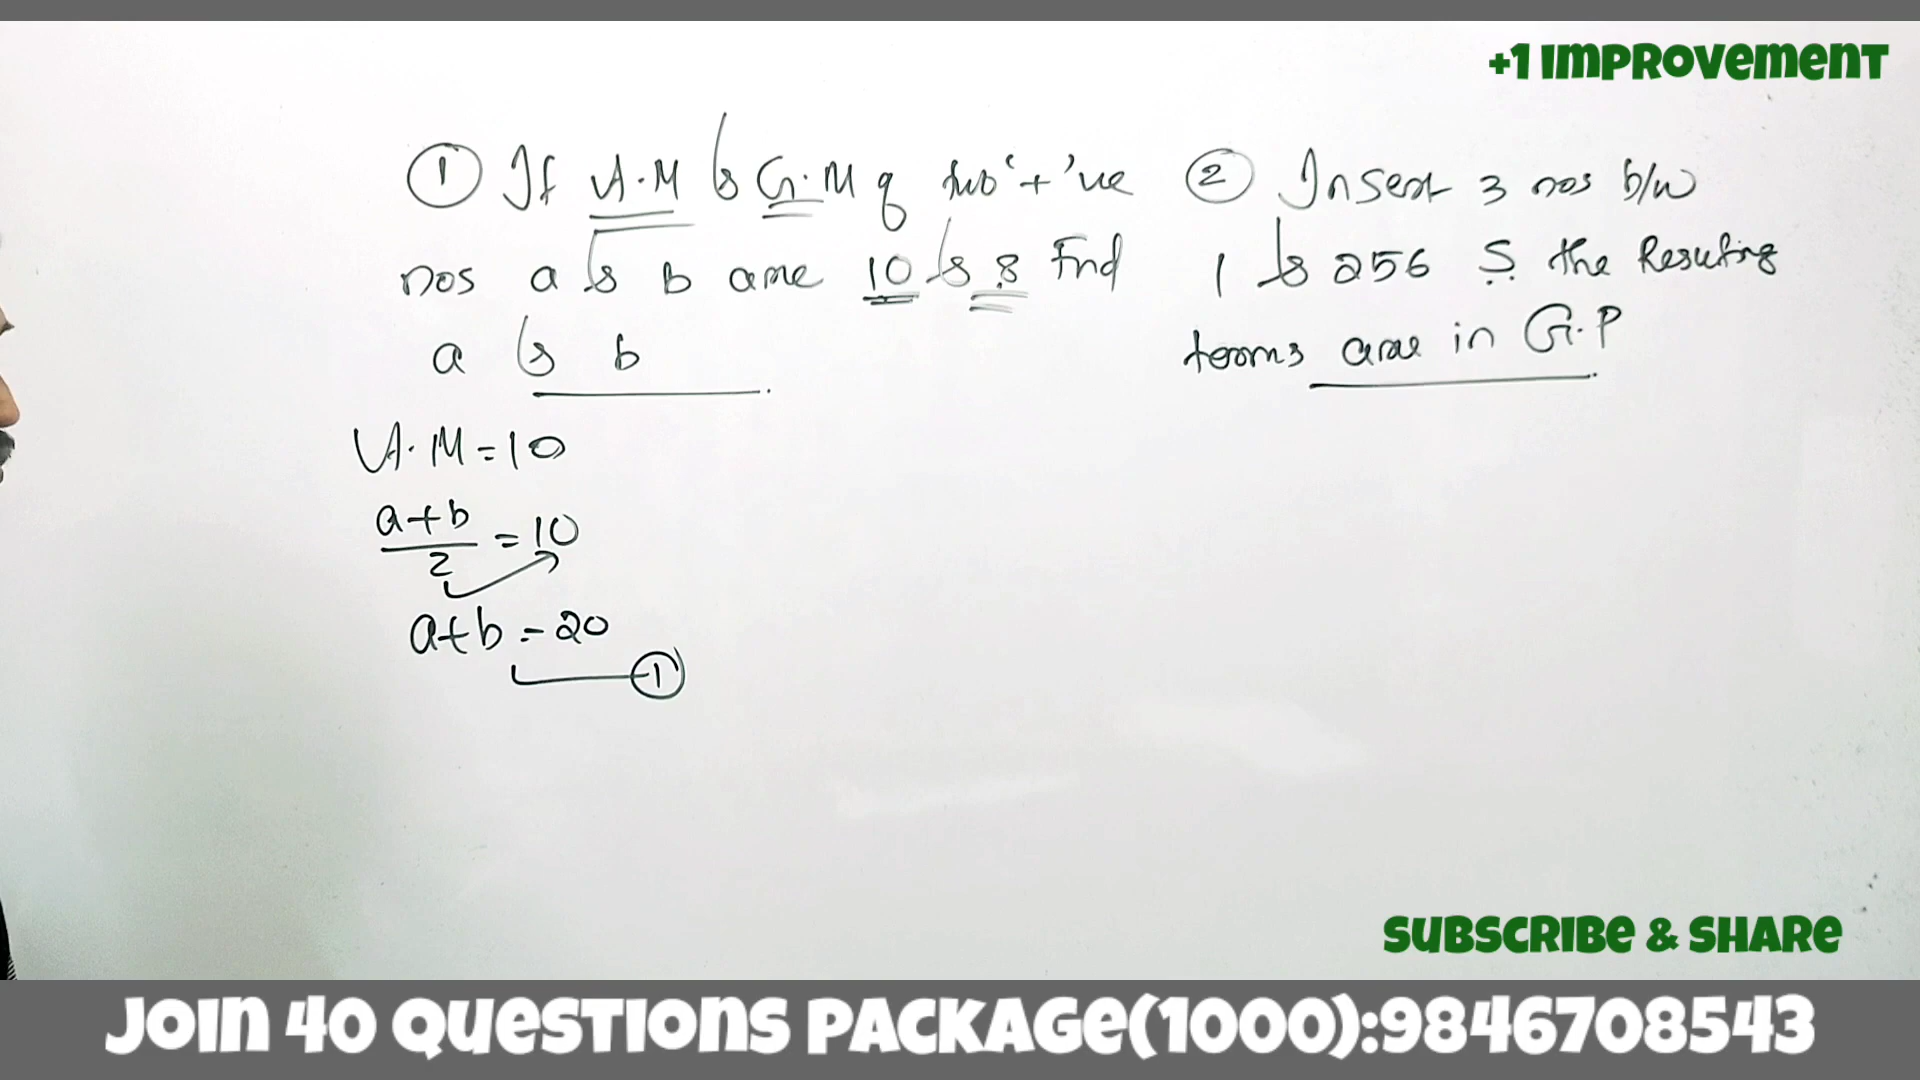 +1 IMPROVEMENT
① If A.M & G.M of two '+'ve
nos a & b are 10 & 8 Find
a & b
A.M = 10
a+b/2 = 10
a+b = 20
①
② Insert 3 nos b/w
1 & 256 S. the Resulting
terms are in G.P
SUBSCRIBE & SHARE
JOIN 40 QUESTIONS PACKAGE(1000):9846708543